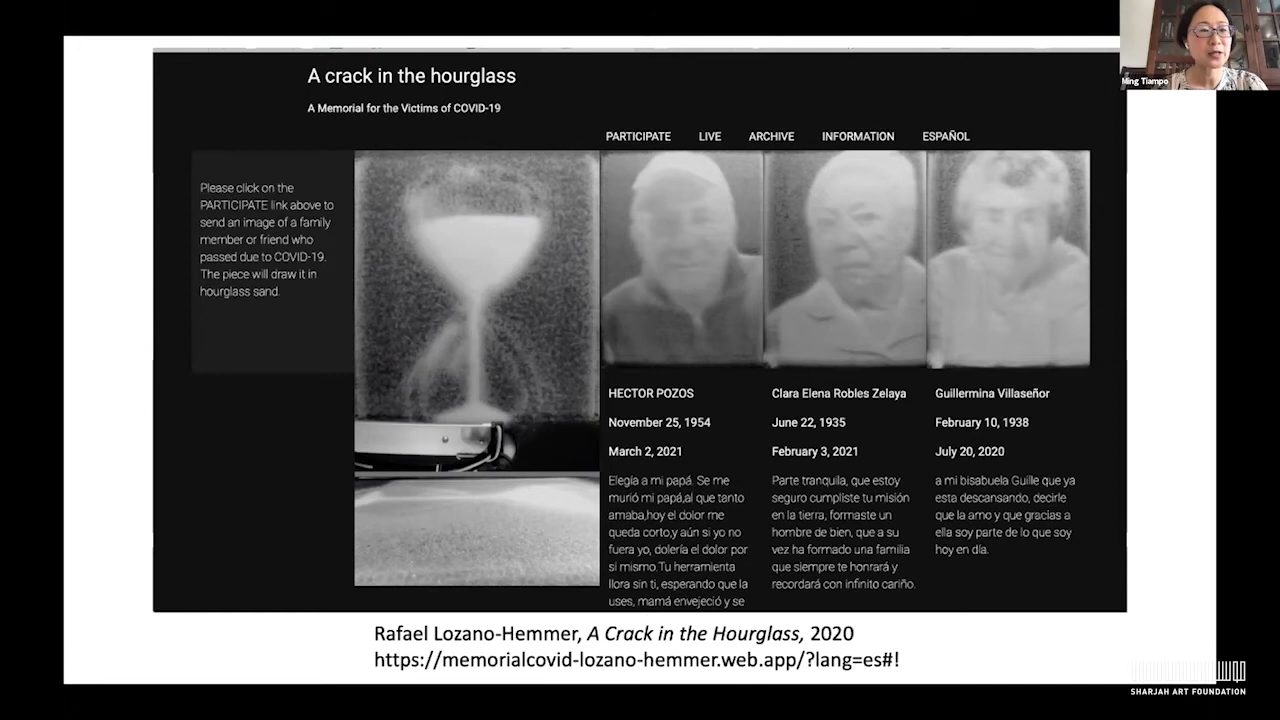 A crack in the hourglass
A Memorial for the Victims of COVID-19
PARTICIPATE LIVE ARCHIVE INFORMATION ESPAÑOL
Please click on the
PARTICIPATE link above to
send an image of a family
member or friend who
passed due to COVID-19.
The piece will draw it in
hourglass sand.
HECTOR POZOS
November 25, 1954
March 2, 2021
Elegía a mi papá. Se me
murió mi papá,al que tanto
amaba,hoy el dolor me
queda corto,y aún si yo no
fuera yo, dolería el dolor por
si mismo.Tu herramienta
llora sin ti, esperando que la
uses, mamá envejeció y se
Clara Elena Robles Zelaya
June 22, 1935
February 3, 2021
Parte tranquila, que estoy
seguro cumpliste tu misión
en la tierra, formaste un
hombre de bien, que a su
vez ha formado una familia
que siempre te honrará y
recordará con infinito cariño.
Guillermina Villaseñor
February 10, 1938
July 20, 2020
a mi bisabuela Guille que ya
esta descansando, decirle
que la amo y que gracias a
ella soy parte de lo que soy
hoy en día.
Rafael Lozano-Hemmer, A Crack in the Hourglass, 2020
https://memorialcovid-lozano-hemmer.web.app/?lang=es#!
Ming Tiampo
SHARJAH ART FOUNDATION